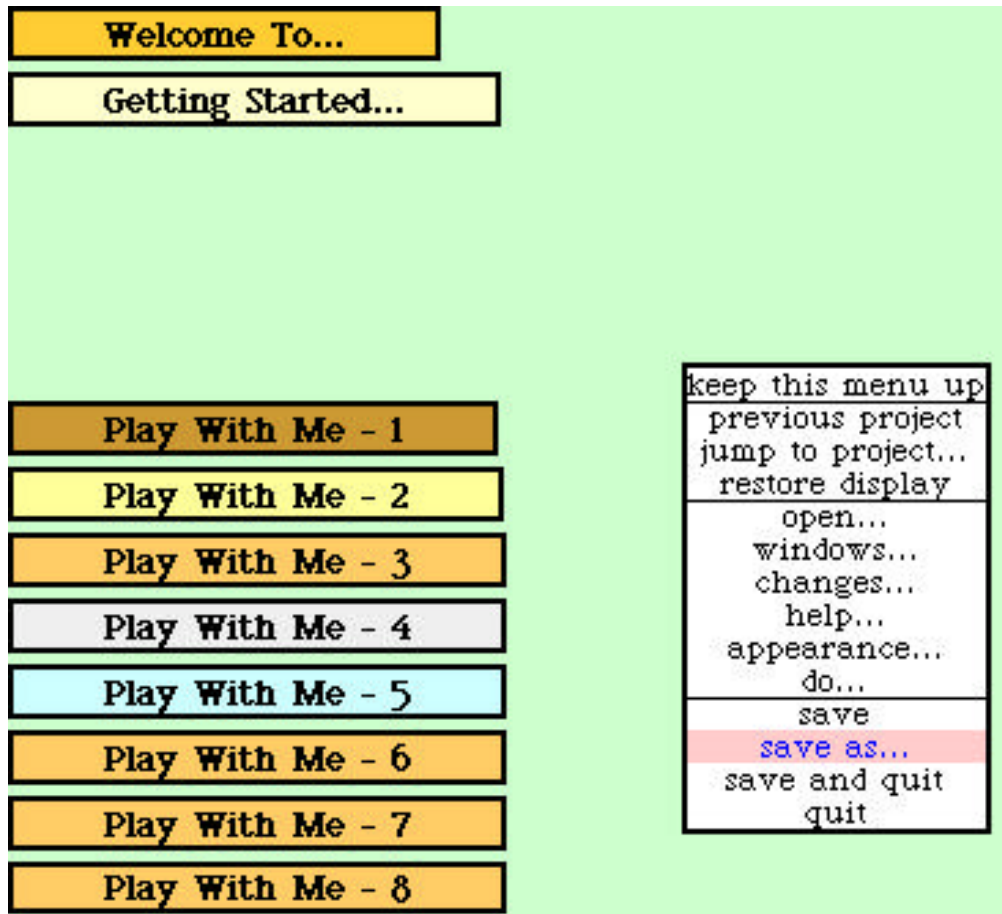 Welcome To...
Getting Started...
Play With Me - 1
Play With Me - 2
Play With Me - 3
Play With Me - 4
Play With Me - 5
Play With Me - 6
Play With Me - 7
Play With Me - 8
keep this menu up
previous project
jump to project...
restore display
open...
windows...
changes...
help...
appearance...
do...
save
save as...
save and quit
quit